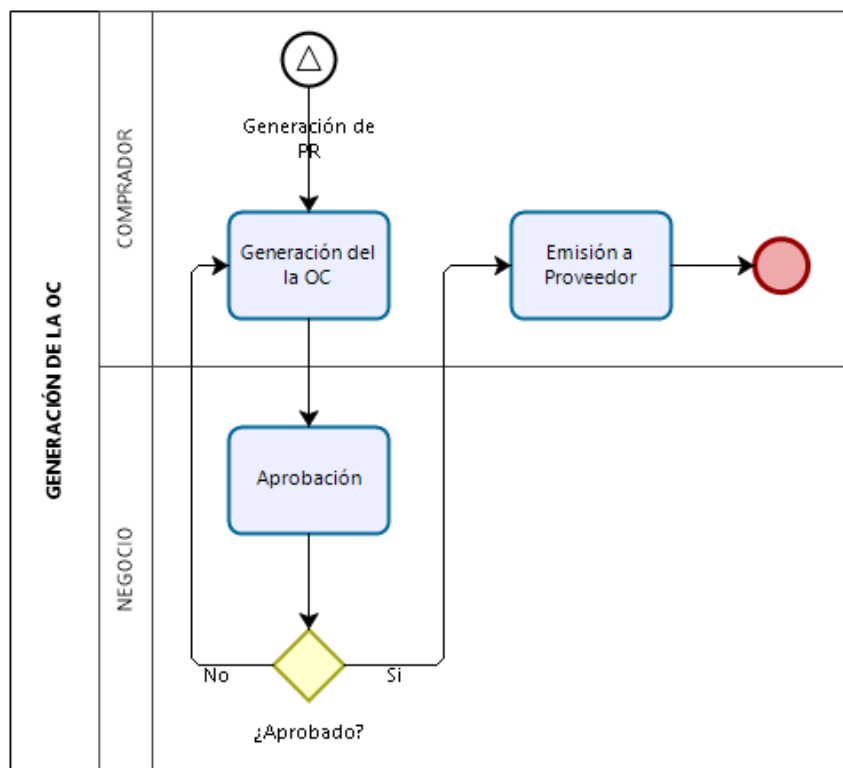 GENERACIÓN DE LA OC
COMPRADOR
Generación de
PR
Generación del
la OC
Emisión a
Proveedor
NEGOCIO
Aprobación
No
Si
¿Aprobado?